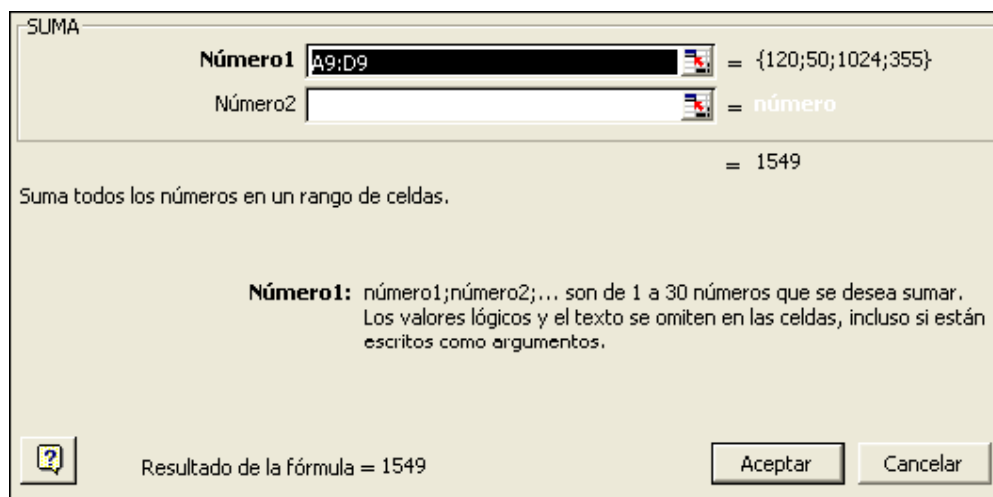 SUMA
Número1 A9:D9 = {120;50;1024;355}
Número2 = número
= 1549
Suma todos los números en un rango de celdas.
Número1: número1;número2;... son de 1 a 30 números que se desea sumar.
Los valores lógicos y el texto se omiten en las celdas, incluso si están
escritos como argumentos.
Resultado de la fórmula = 1549 Aceptar Cancelar